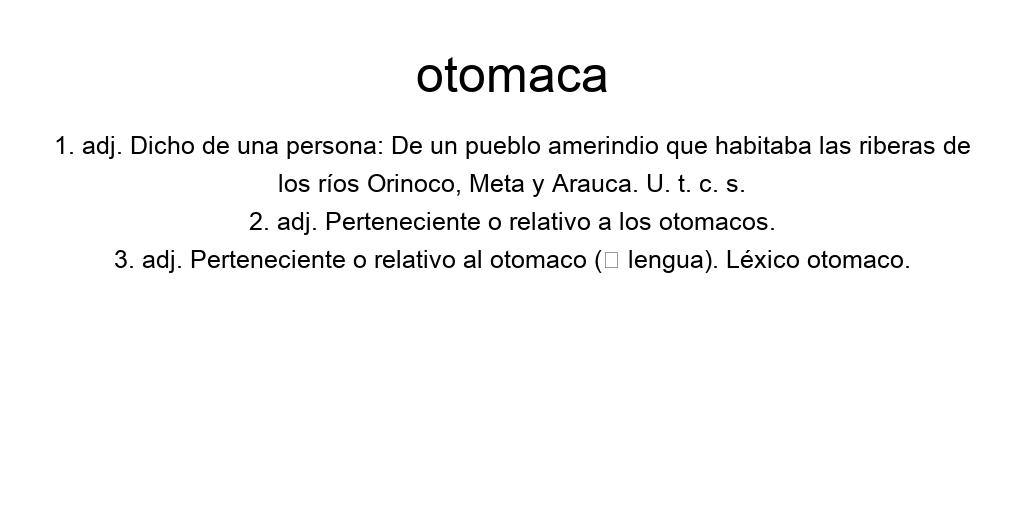 otomaca
1. adj. Dicho de una persona: De un pueblo amerindio que habitaba las riberas de
los ríos Orinoco, Meta y Arauca. U. t. c. s.
2. adj. Perteneciente o relativo a los otomacos.
3. adj. Perteneciente o relativo al otomaco (□ lengua). Léxico otomaco.